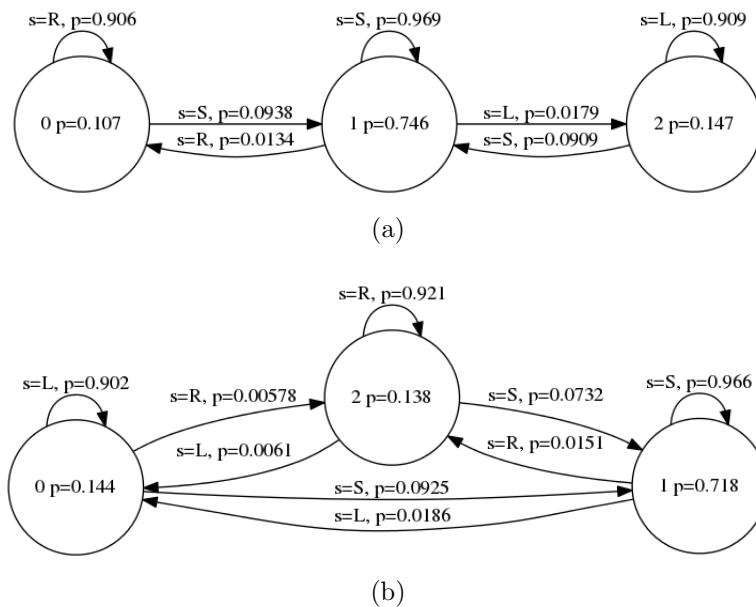 s=R, p=0.906
s=S, p=0.969
s=L, p=0.909
0 p=0.107
s=S, p=0.0938
s=R, p=0.0134
1 p=0.746
s=L, p=0.0179
s=S, p=0.0909
2 p=0.147
(a)
s=R, p=0.921
s=L, p=0.902
s=R, p=0.00578
2 p=0.138
s=S, p=0.0732
s=S, p=0.966
s=L, p=0.0061
s=R, p=0.0151
0 p=0.144
s=S, p=0.0925
s=L, p=0.0186
1 p=0.718
(b)